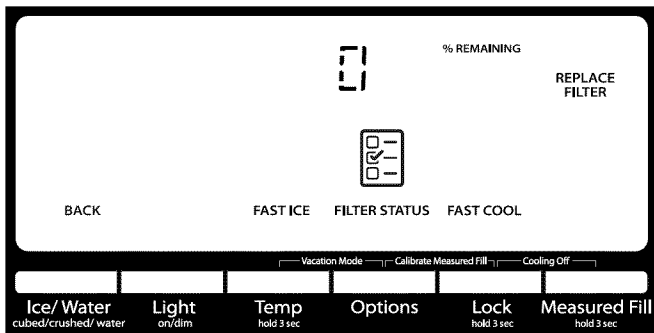 0
% REMAINING
REPLACE
FILTER
BACK
FAST ICE
FILTER STATUS
FAST COOL
Vacation Mode
Calibrate Measured Fill
Cooling Off
Ice/ Water
cubed/crushed/ water
Light
on/dim
Temp
hold 3 sec
Options
Lock
hold 3 sec
Measured Fill
hold 3 sec